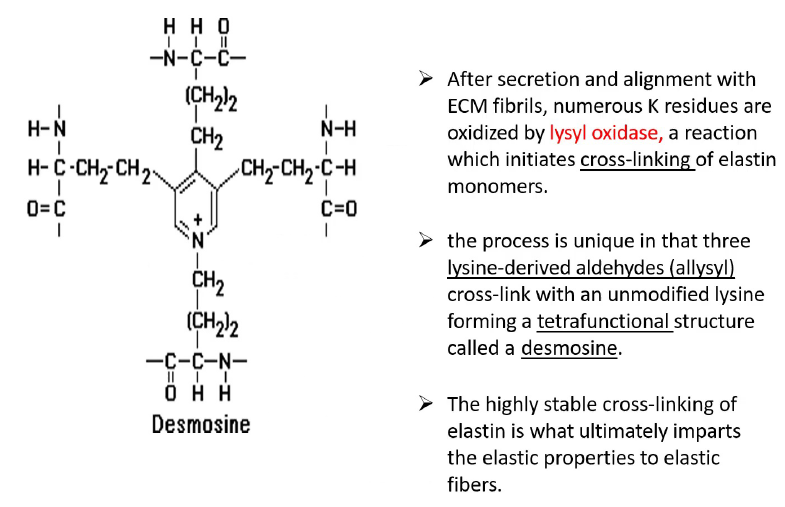 H H O
–N–C–C–
(CH2)2
CH2
H–N
N–H
H–C–CH2–CH2
CH2–CH2–C–H
O=C
C=O
+
N
CH2
(CH2)2
–C–C–N–
O H H
Desmosine
➢ After secretion and alignment with
ECM fibrils, numerous K residues are
oxidized by lysyl oxidase, a reaction
which initiates cross-linking of elastin
monomers.
➢ the process is unique in that three
lysine-derived aldehydes (allysyl)
cross-link with an unmodified lysine
forming a tetrafunctional structure
called a desmosine.
➢ The highly stable cross-linking of
elastin is what ultimately imparts
the elastic properties to elastic
fibers.